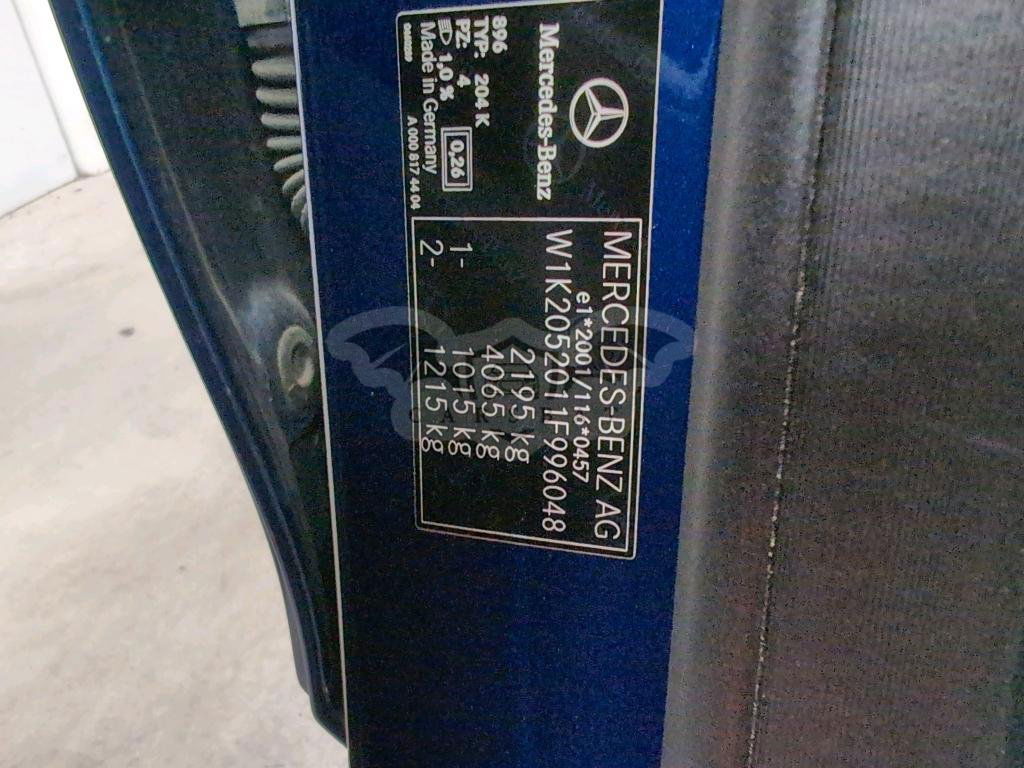 Mercedes-Benz
896
TYP: 204 K
PZ: 4
1,0 %
0,26
Made in Germany
A 000 817 44 04
MERCEDES-BENZ AG
e1*2001/116*0457
W1K2052011F996048
2195 kg
4065 kg
1- 1015 kg
2- 1215 kg